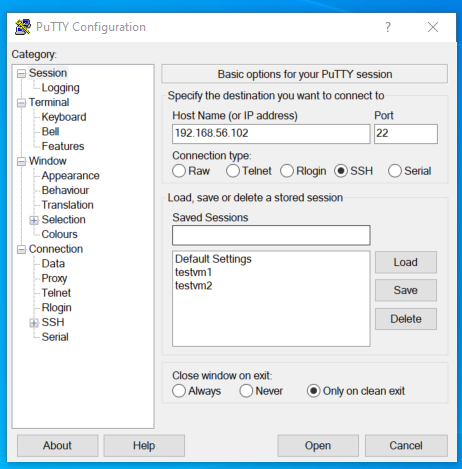 PuTTY Configuration
Category:
Session
Logging
Terminal
Keyboard
Bell
Features
Window
Appearance
Behaviour
Translation
Selection
Colours
Connection
Data
Proxy
Telnet
Rlogin
SSH
Serial
Basic options for your PuTTY session
Specify the destination you want to connect to
Host Name (or IP address) Port
192.168.56.102 22
Connection type:
Raw Telnet Rlogin SSH Serial
Load, save or delete a stored session
Saved Sessions
Default Settings
testvm1
testvm2
Load
Save
Delete
Close window on exit:
Always Never Only on clean exit
About Help Open Cancel